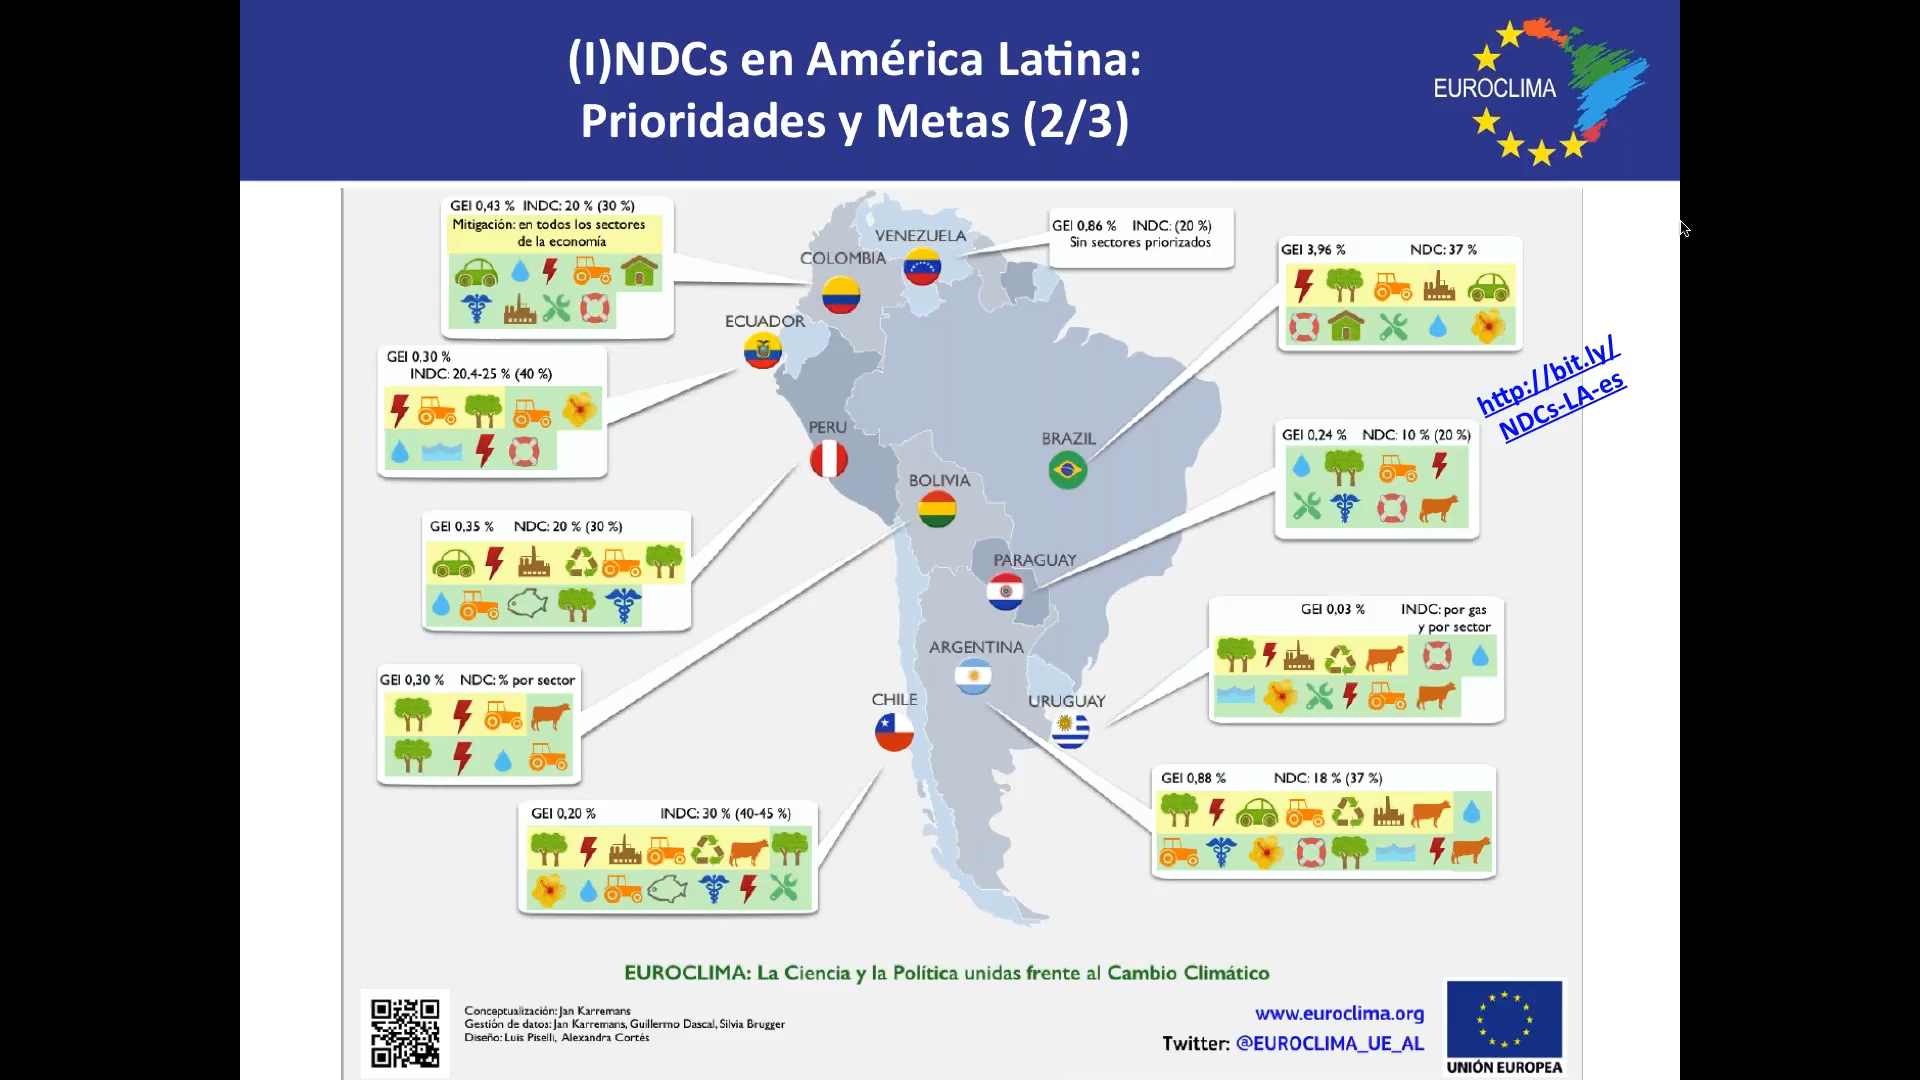 (I)NDCs en América Latina:
Prioridades y Metas (2/3)
EUROCLIMA
GEI 0,43 % INDC: 20 % (30 %)
Mitigación: en todos los sectores
de la economía
VENEZUELA
GEI 0,86 % INDC: (20 %)
Sin sectores priorizados
COLOMBIA
GEI 3,96 % NDC: 37 %
ECUADOR
GEI 0,30 %
INDC: 20,4-25 % (40 %)
http://bit.ly/
NDCs-LA-es
PERU
BRAZIL
GEI 0,24 % NDC: 10 % (20 %)
BOLIVIA
GEI 0,35 % NDC: 20 % (30 %)
PARAGUAY
GEI 0,03 % INDC: por gas
y por sector
ARGENTINA
GEI 0,30 % NDC: % por sector
CHILE
URUGUAY
GEI 0,88 % NDC: 18 % (37 %)
GEI 0,20 % INDC: 30 % (40-45 %)
EUROCLIMA: La Ciencia y la Política unidas frente al Cambio Climático
Conceptualización: Jan Karremans
Gestión de datos: Jan Karremans, Guillermo Dascal, Silvia Brugger
Diseño: Luis Piselli, Alexandra Cortés
www.euroclima.org
Twitter: @EUROCLIMA_UE_AL
UNIÓN EUROPEA